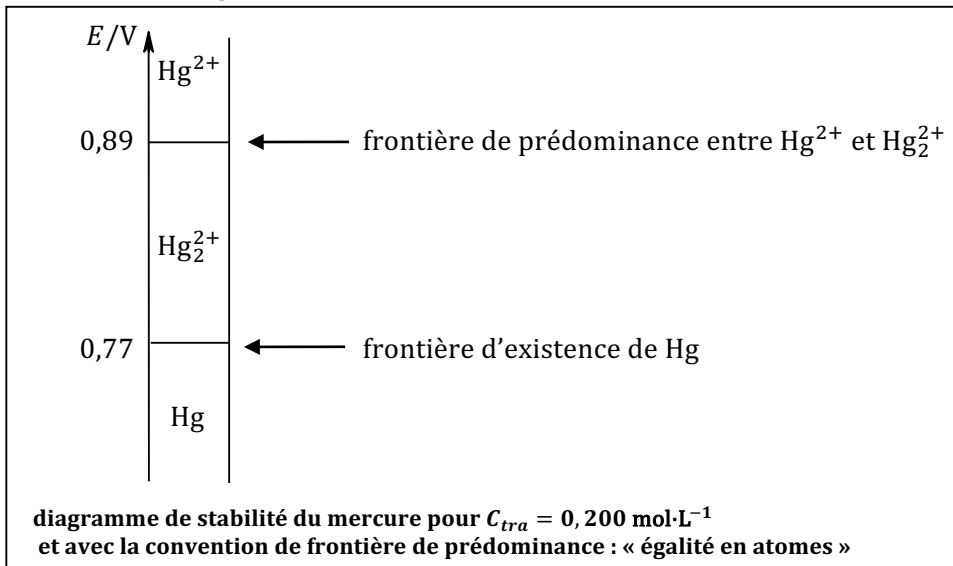 E/V
Hg²⁺
0,89
frontière de prédominance entre Hg²⁺ et Hg₂²⁺
Hg₂²⁺
0,77
frontière d'existence de Hg
Hg
diagramme de stabilité du mercure pour C_tra = 0,200 mol·L⁻¹
et avec la convention de frontière de prédominance : « égalité en atomes »